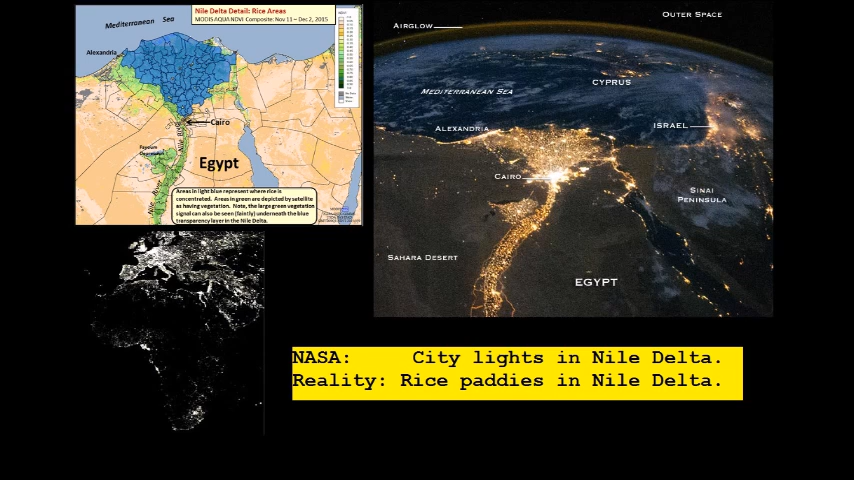 Nile Delta Detail: Rice Areas
MODIS AQUA NDVI Composite: Nov 11 – Dec 2, 2015
Mediterranean Sea
Alexandria
Cairo
Nile River
Fayoum
Depression
Egypt
Areas in light blue represent where rice is
concentrated. Areas in green are depicted by satellite
as having vegetation. Note, the large green vegetation
signal can also be seen (faintly) underneath the blue
transparency layer in the Nile Delta.
OUTER SPACE
AIRGLOW
CYPRUS
MEDITERRANEAN SEA
ISRAEL
ALEXANDRIA
CAIRO
SINAI
PENINSULA
SAHARA DESERT
EGYPT
NASA: City lights in Nile Delta.
Reality: Rice paddies in Nile Delta.